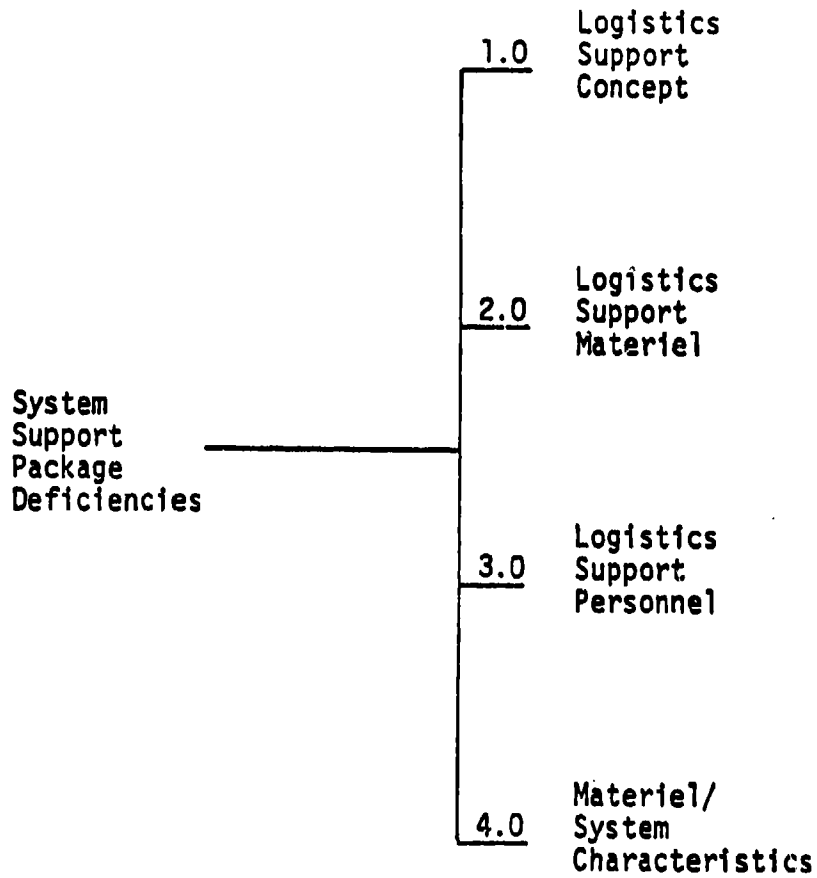 System
Support
Package
Deficiencies
1.0
Logistics
Support
Concept
2.0
Logistics
Support
Materiel
3.0
Logistics
Support
Personnel
4.0
Materiel/
System
Characteristics